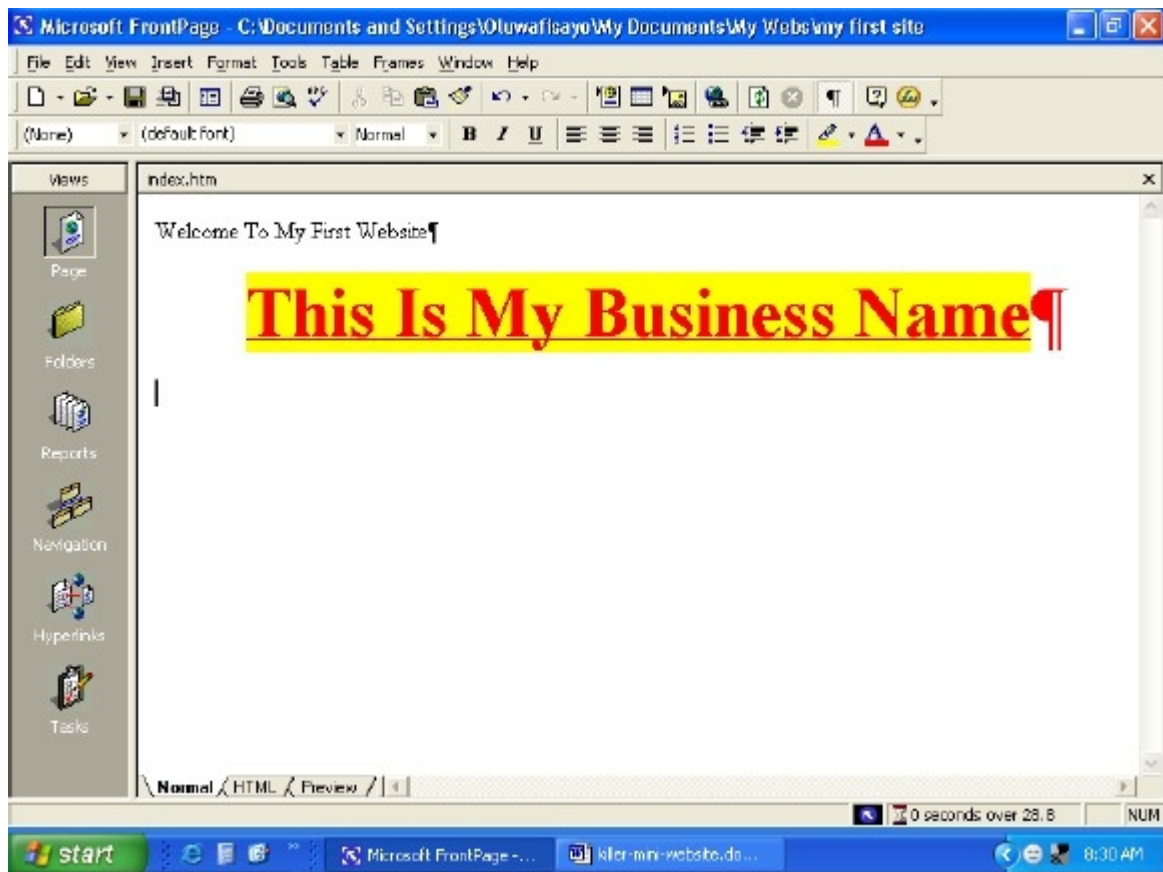 Microsoft FrontPage - C:\Documents and Settings\Oluwafisayo\My Documents\My Webs\my first site
File Edit View Insert Format Tools Table Frames Window Help
(None) (default font) Normal B I U A
Views index.htm
Welcome To My First Website¶
This Is My Business Name¶
Page
Folders
Reports
Navigation
Hyperlinks
Tasks
Normal HTML Preview
0 seconds over 28.8 NUM
start Microsoft FrontPage -... killer-mini-website.do... 8:30 AM